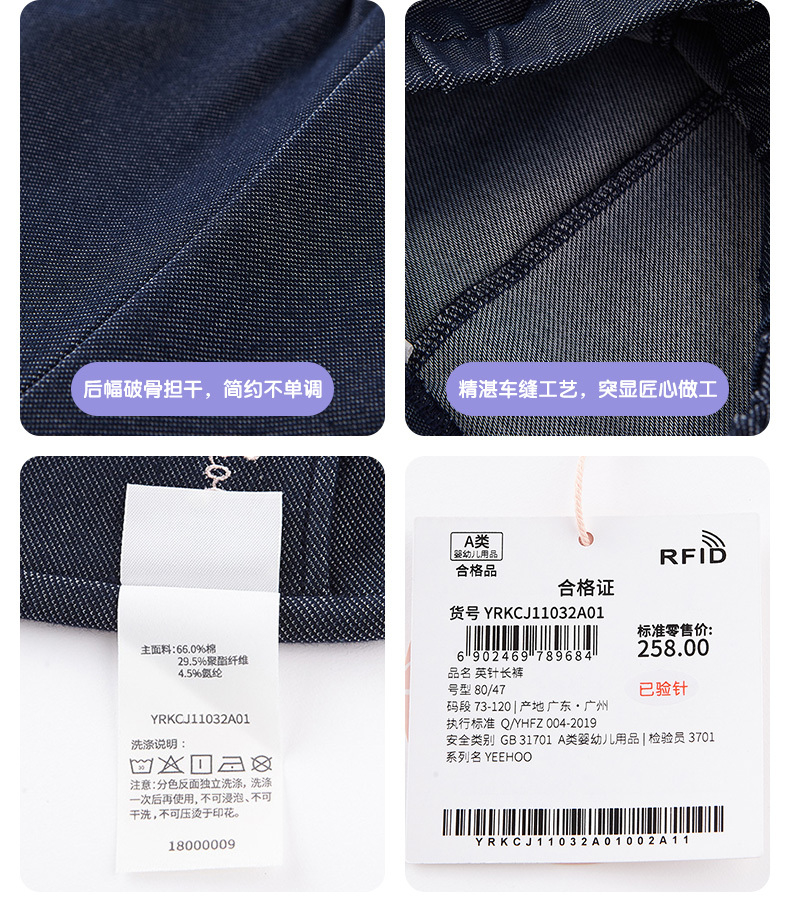 后幅破骨担干，简约不单调
精湛车缝工艺，突显匠心做工
主面料：66.0%棉
29.5%聚酯纤维
4.5%氨纶
YRKCJ11032A01
洗涤说明：
30
注意：分色反面独立洗涤，洗涤
一次后再使用，不可浸泡、不可
干洗，不可压烫于印花。
18000009
A类
婴幼儿用品
合格品
RFID
合格证
货号 YRKCJ11032A01
标准零售价:
258.00
6 902469 789684
品名 英针长裤
号型 80/47
已验针
码段 73-120 | 产地 广东·广州
执行标准 Q/YHFZ 004-2019
安全类别 GB 31701 A类婴幼儿用品 | 检验员 3701
系列名 YEEHOO
YRKCJ11032A01002A11